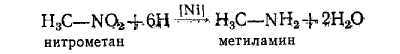 [Ni]
H₃C—NO₂+6H ⟶ H₃C—NH₂+2H₂O
нитрометан метиламин